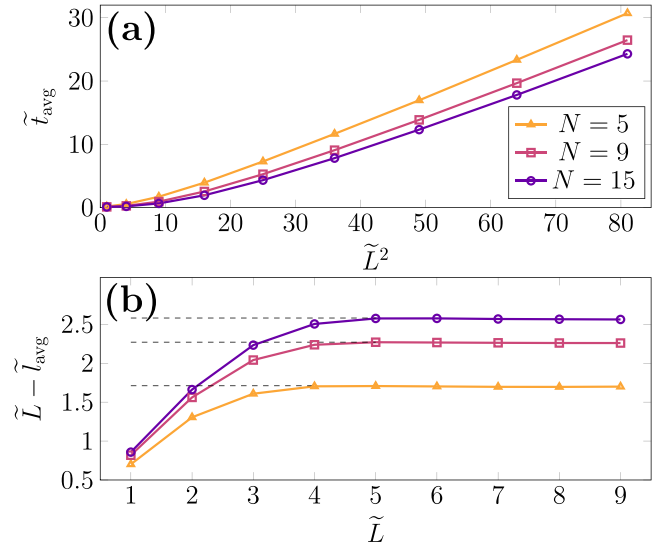 (a)
30
20
10
0
t̃avg
N = 5
N = 9
N = 15
0 10 20 30 40 50 60 70 80
L̃²
(b)
2.5
2
1.5
1
0.5
L̃ − l̃avg
1 2 3 4 5 6 7 8 9
L̃